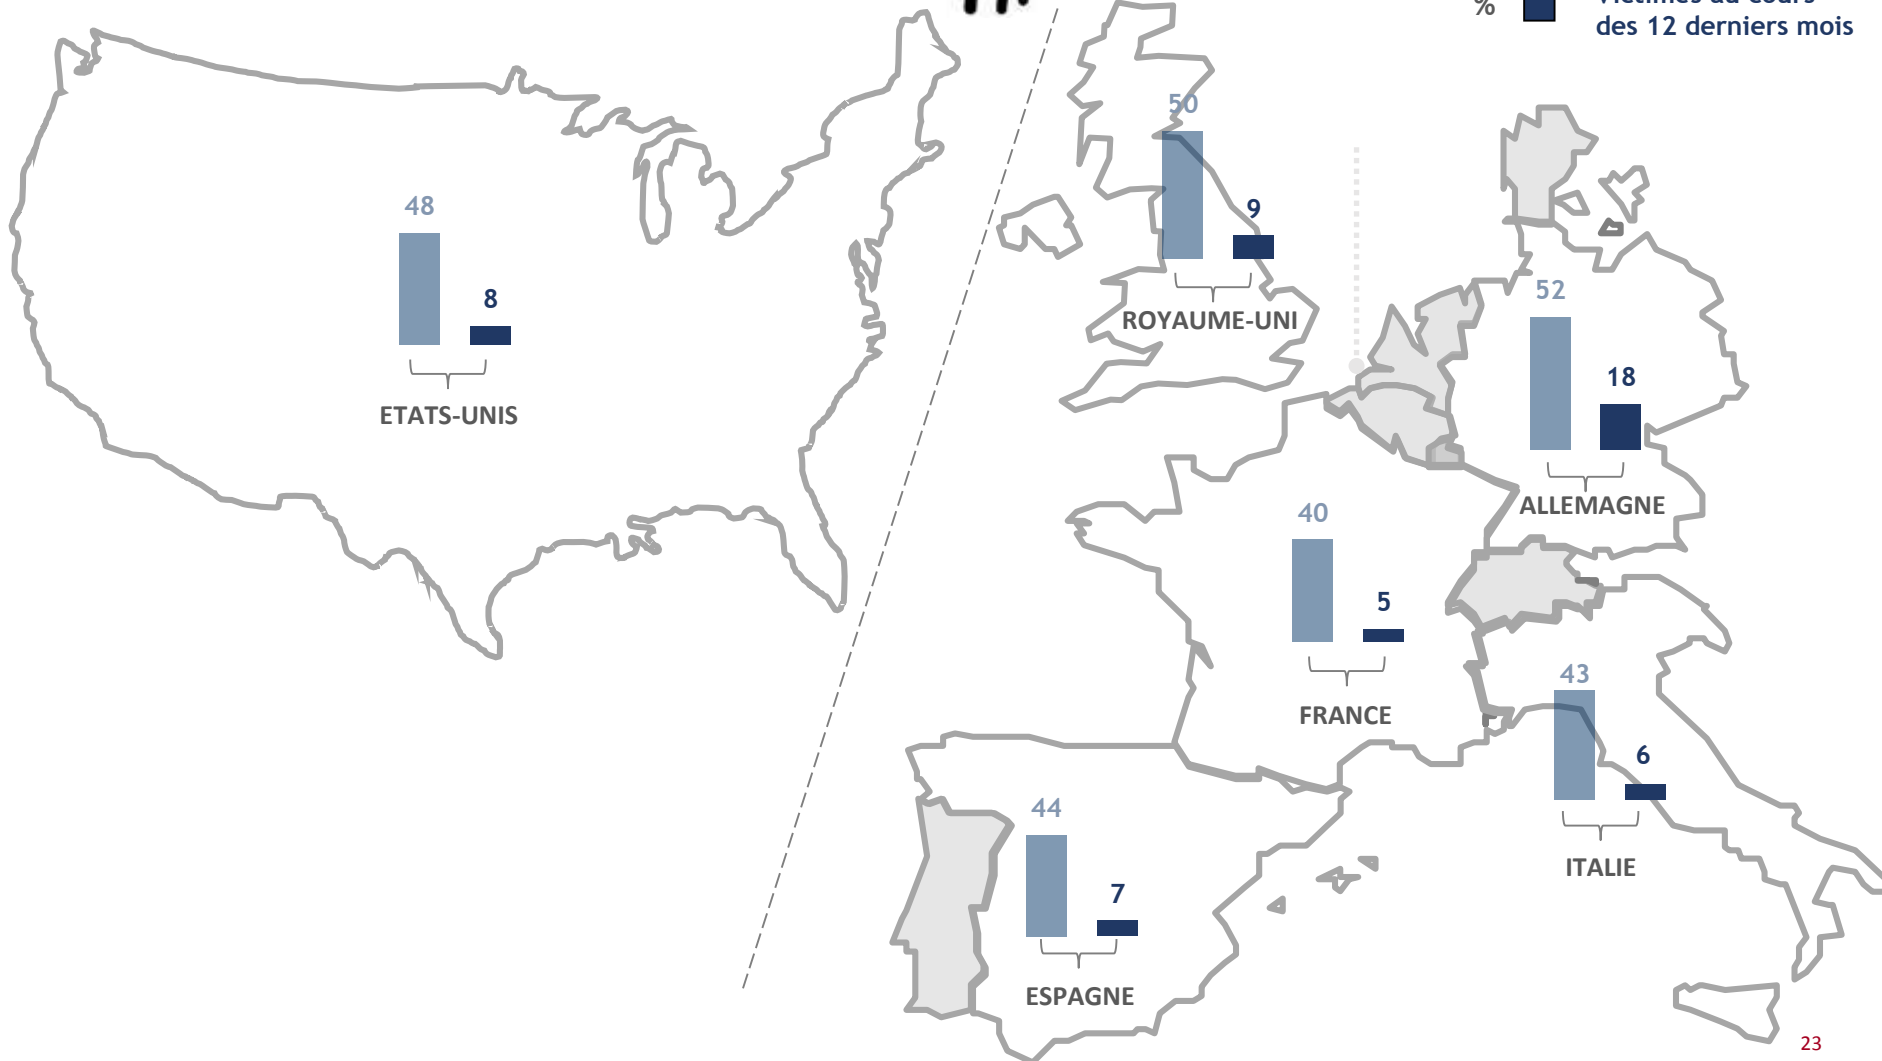 %
des 12 derniers mois
48
8
ETATS-UNIS
50
9
ROYAUME-UNI
52
18
ALLEMAGNE
40
5
FRANCE
43
6
ITALIE
44
7
ESPAGNE
23